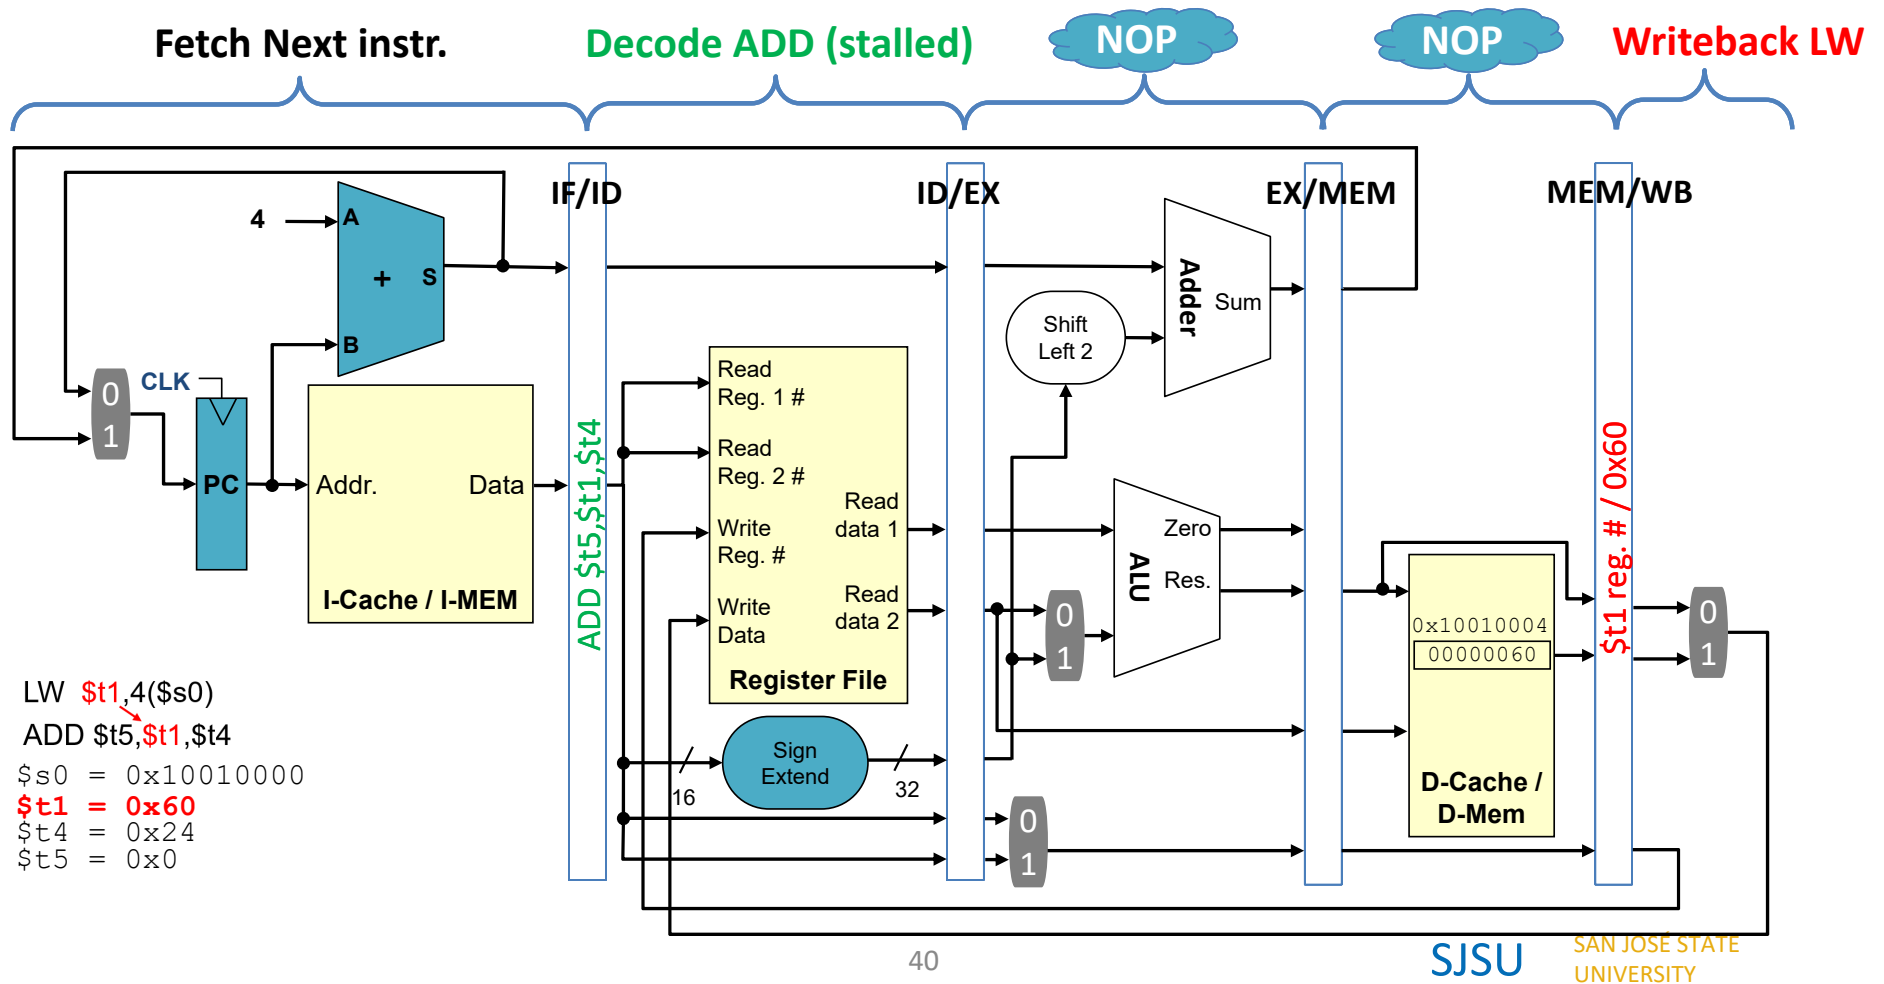 Fetch Next instr.
Decode ADD (stalled)
NOP
NOP
Writeback LW
IF/ID
ID/EX
EX/MEM
MEM/WB
4
A
+
S
B
0
1
CLK
PC
Addr.
Data
I-Cache / I-MEM
ADD $t5,$t1,$t4
Read
Reg. 1 #
Read
Reg. 2 #
Write
Reg. #
Write
Data
Read
data 1
Read
data 2
Register File
Sign
Extend
16
32
Shift
Left 2
Adder
Sum
ALU
Zero
Res.
0
1
0
1
0x10010004
00000060
D-Cache /
D-Mem
$t1 reg. # / 0x60
0
1
LW $t1,4($s0)
ADD $t5,$t1,$t4
$s0 = 0x10010000
$t1 = 0x60
$t4 = 0x24
$t5 = 0x0
40
SJSU
SAN JOSÉ STATE
UNIVERSITY